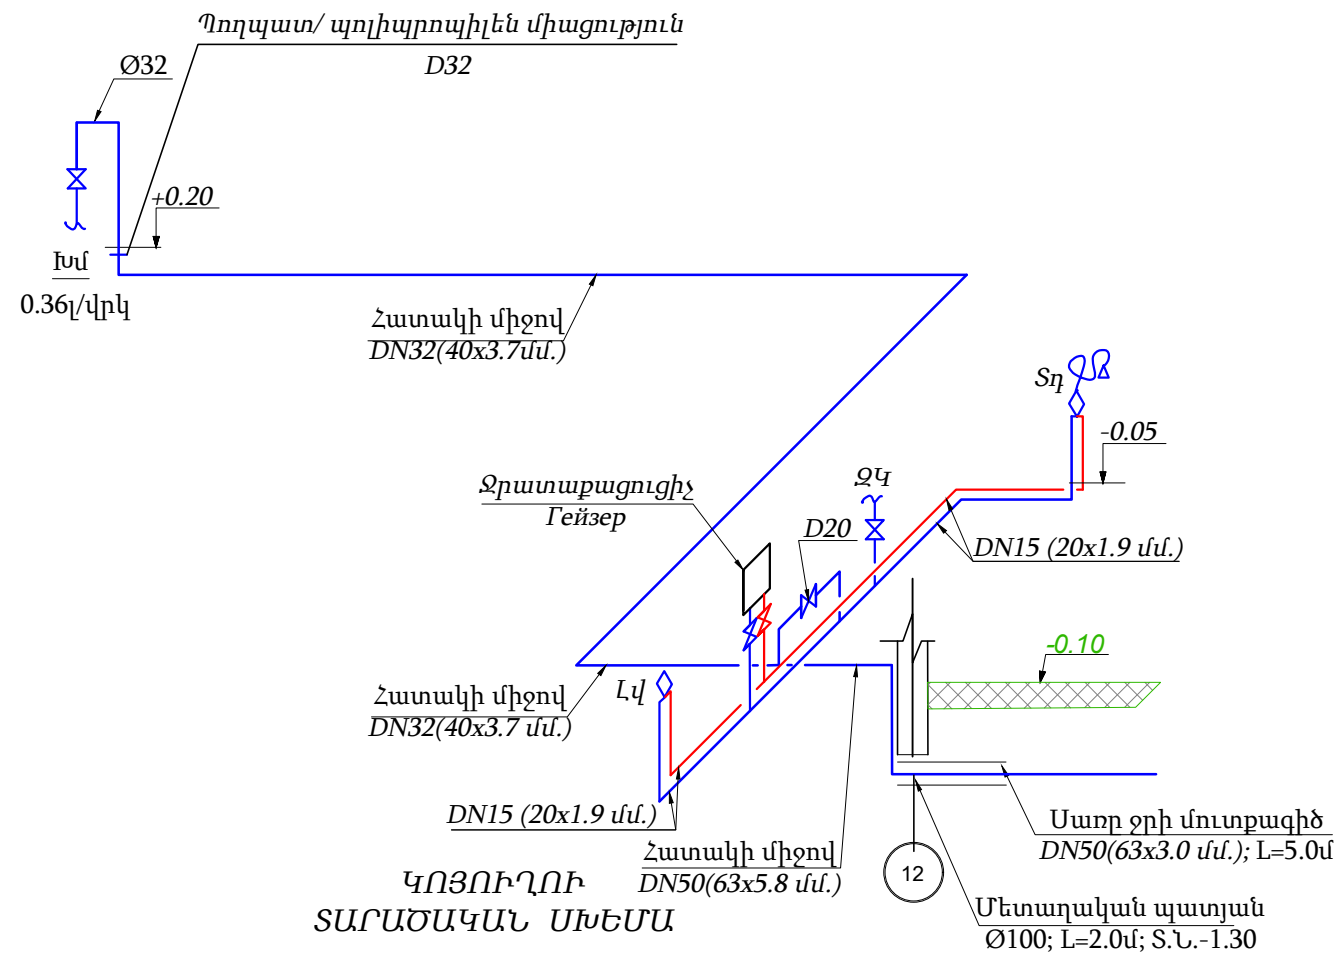 Պողպատ/ պոլիպրոպիլեն միացություն
D32
Ø32
+0.20
Խմ
0.36լ/վրկ
Հատակի միջով
DN32(40x3.7մմ.)
Տղ
-0.05
Ջրատաքացուցիչ
Гейзер
ԶԿ
D20
DN15 (20x1.9 մմ.)
-0.10
Հատակի միջով
DN32(40x3.7 մմ.)
Լվ
DN15 (20x1.9 մմ.)
Հատակի միջով
DN50(63x5.8 մմ.)
Սառը ջրի մուտքագիծ
DN50(63x3.0 մմ.); L=5.0մ
12
Մետաղական պատյան
Ø100; L=2.0մ; Տ.Ն.-1.30
ԿՈՅՈՒՂՈՒ
ՏԱՐԱԾԱԿԱՆ ՍԽԵՄԱ